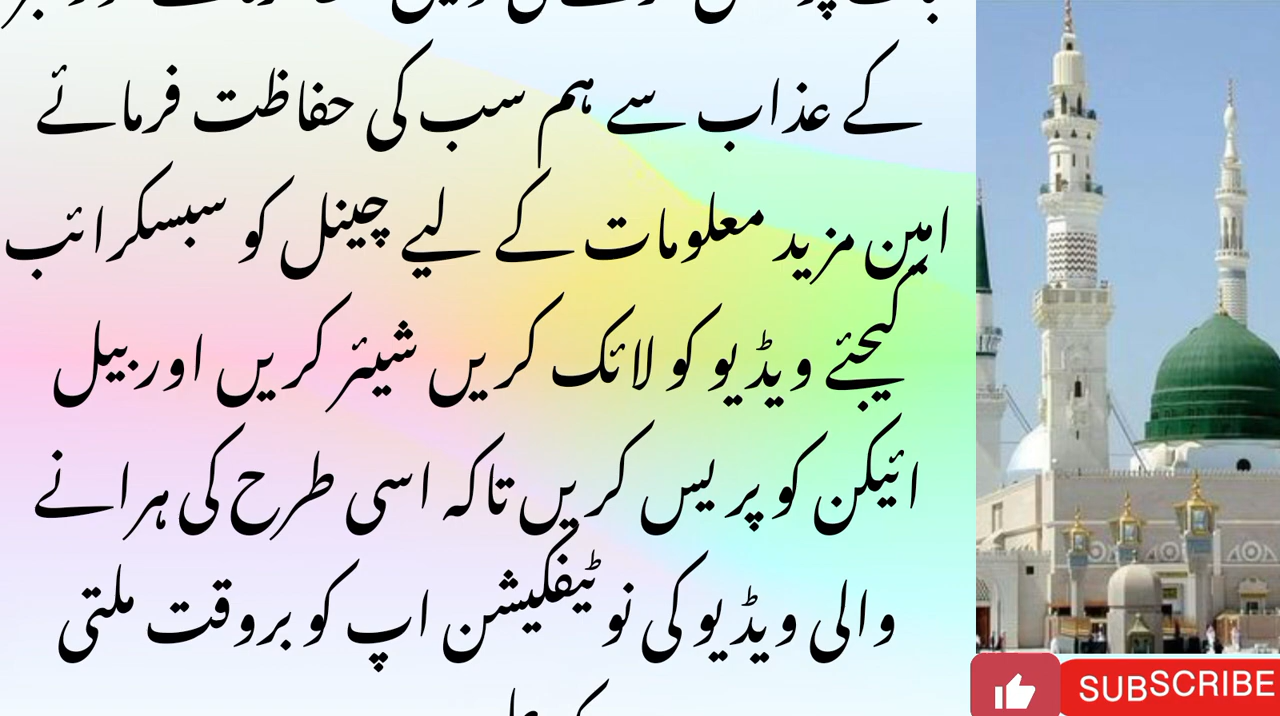 کے عذاب سے ہم سب کی حفاظت فرمائے
امین مزید معلومات کے لیے چینل کو سبسکرائب
کیجئے ویڈیو کو لائک کریں شیئر کریں اور بیل
ائیکن کو پریس کریں تاکہ اسی طرح کی ہر انے
والی ویڈیو کی نوٹیفکیشن اپ کو بروقت ملتی
SUBSCRIBE